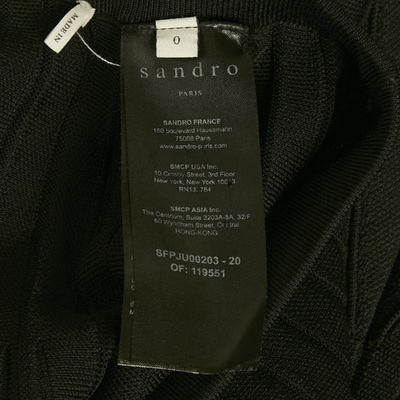 MADE IN
0
sandro
PARIS
SANDRO FRANCE
150 boulevard Haussmann
75008 Paris
www.sandro-paris.com
SMCP USA Inc.
10 Crosby Street, 3rd Floor
New york, New York 10013
RN13. 764
SMCP ASIA Inc.
The Centrium, Suite 3203A-5A, 32/F
60 Wyndham Street, Central
HONG-KONG
SFPJU00203 - 20
OF: 119551